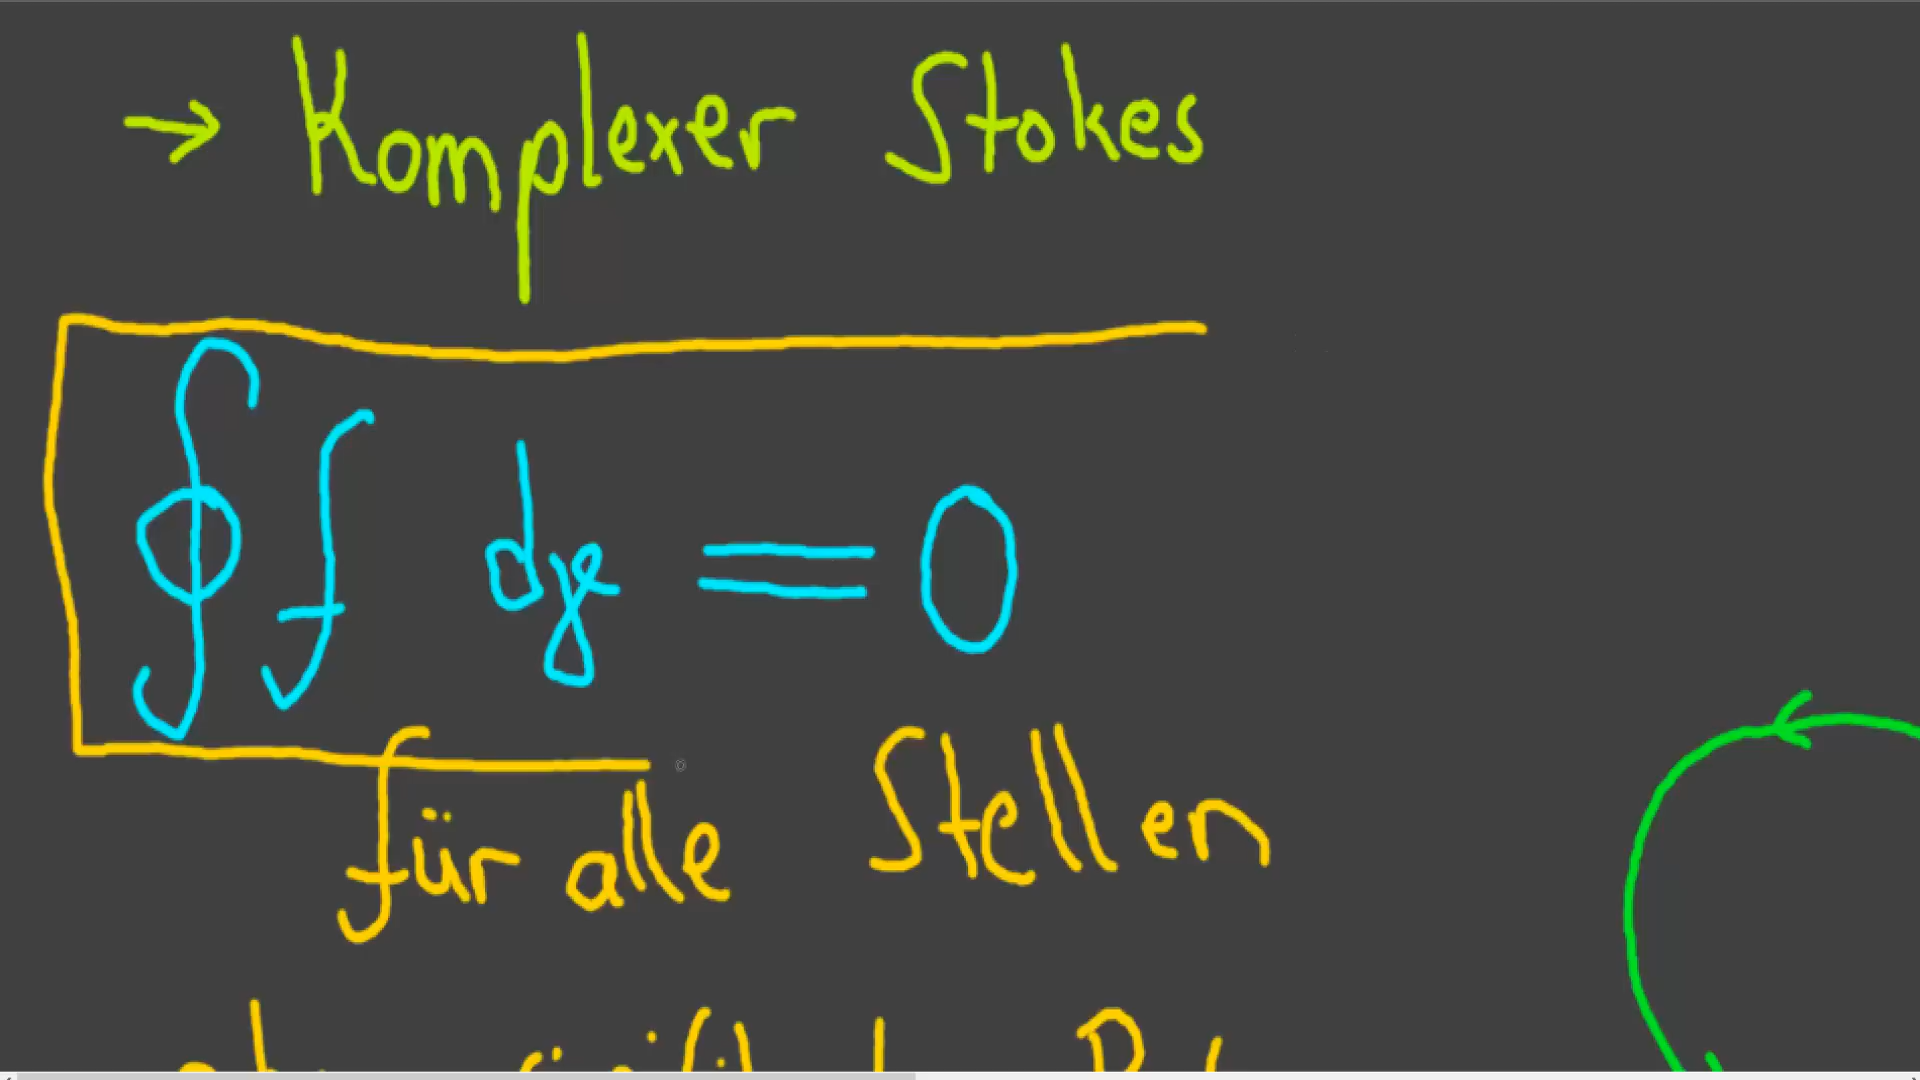 → Komplexer Stokes
∮ f dz = 0
für alle Stellen